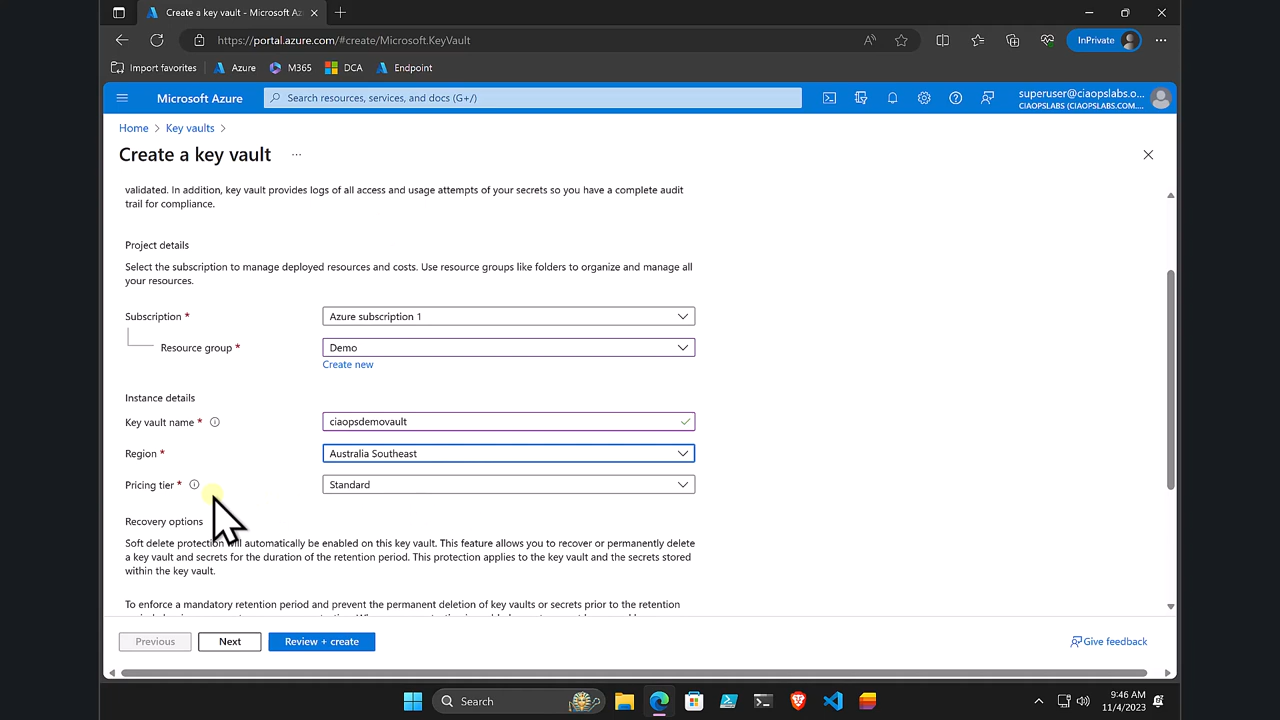 Create a key vault - Microsoft Az
https://portal.azure.com/#create/Microsoft.KeyVault
InPrivate
Import favorites
Azure
M365
DCA
Endpoint
Microsoft Azure
Search resources, services, and docs (G+/)
superuser@ciaopslabs.o...
CIAOPSLABS (CIAOPSLABS.COM....
Home > Key vaults >
Create a key vault ...
validated. In addition, key vault provides logs of all access and usage attempts of your secrets so you have a complete audit
trail for compliance.
Project details
Select the subscription to manage deployed resources and costs. Use resource groups like folders to organize and manage all
your resources.
Subscription *
Azure subscription 1
Resource group *
Demo
Create new
Instance details
Key vault name *
ciaopsdemovault
Region *
Australia Southeast
Pricing tier *
Standard
Recovery options
Soft delete protection will automatically be enabled on this key vault. This feature allows you to recover or permanently delete
a key vault and secrets for the duration of the retention period. This protection applies to the key vault and the secrets stored
within the key vault.
To enforce a mandatory retention period and prevent the permanent deletion of key vaults or secrets prior to the retention
Previous
Next
Review + create
Give feedback
Search
9:46 AM
11/4/2023